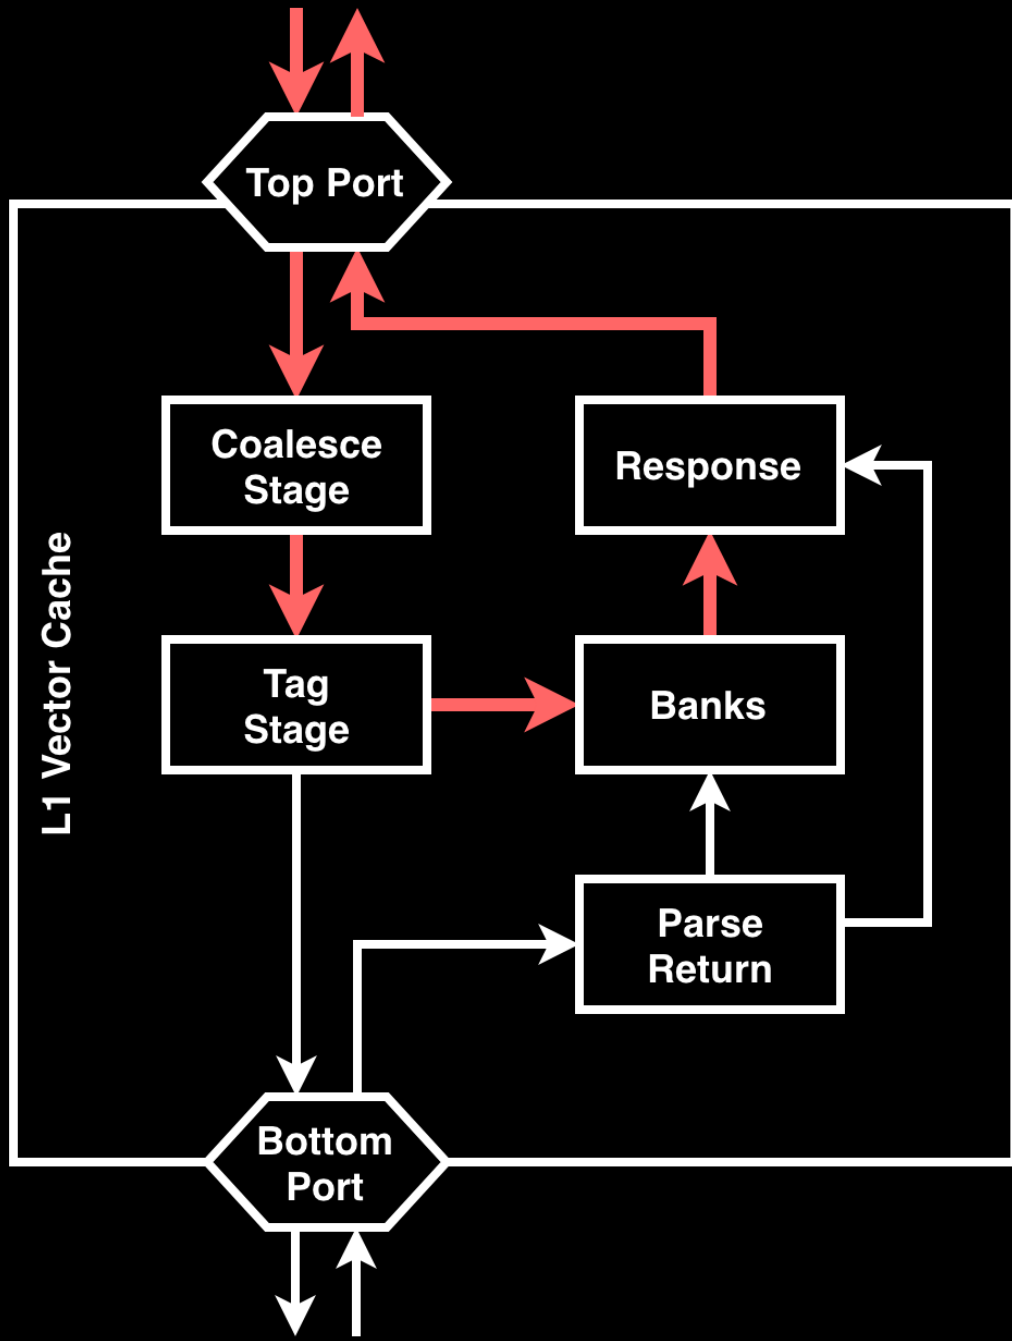 Top Port
Coalesce
Stage
Response
L1 Vector Cache
Tag
Stage
Banks
Parse
Return
Bottom
Port